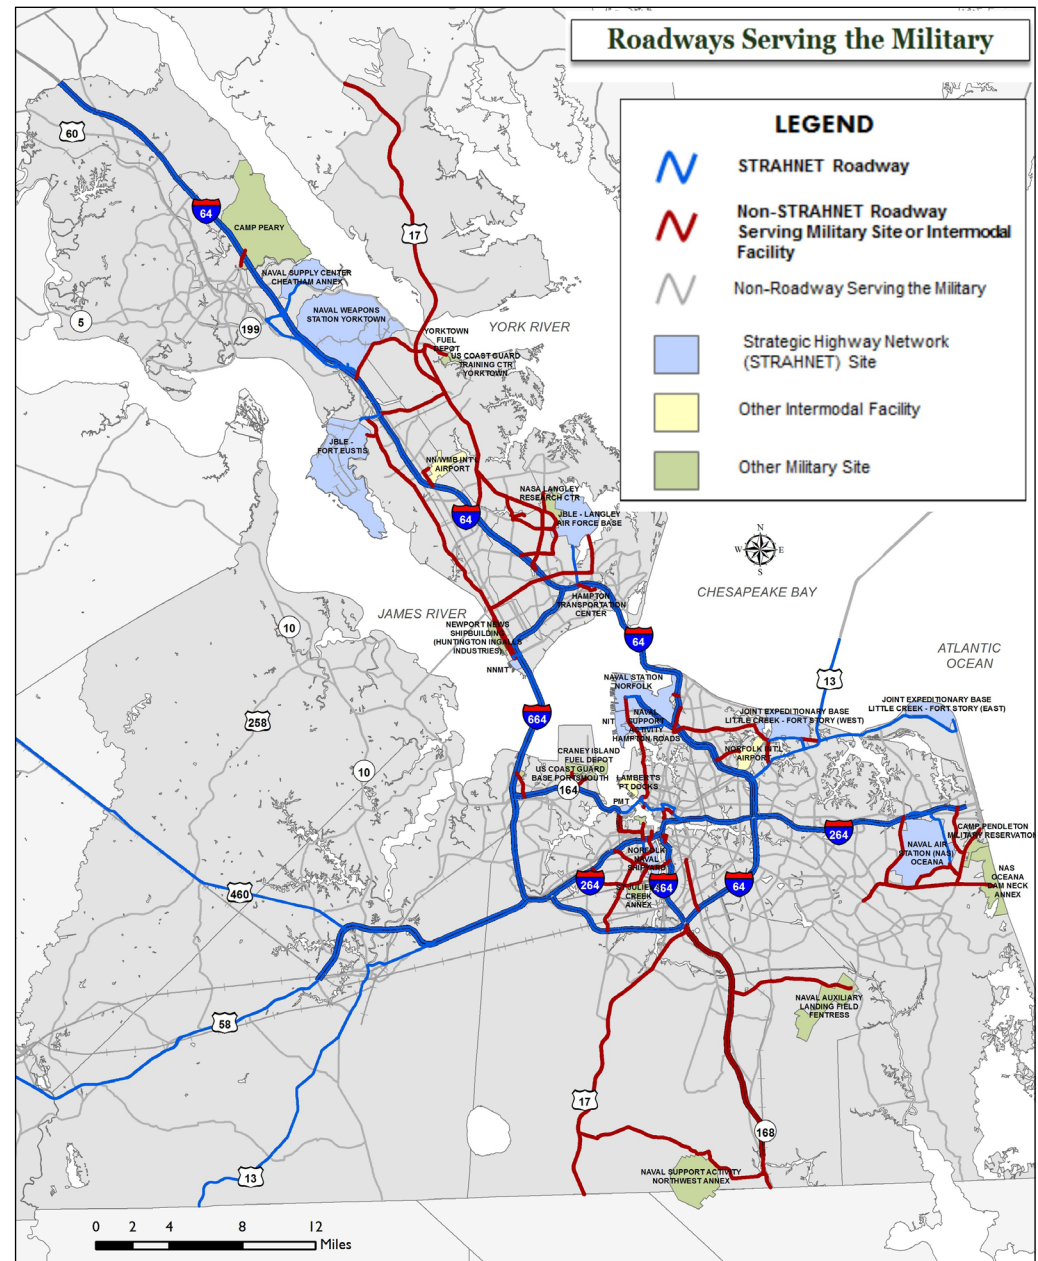 Roadways Serving the Military
LEGEND
STRAHNET Roadway
Non-STRAHNET Roadway
Serving Military Site or Intermodal
Facility
Non-Roadway Serving the Military
Strategic Highway Network
(STRAHNET) Site
Other Intermodal Facility
Other Military Site
60
64
CAMP PEARY
17
NAVAL SUPPLY CENTER
CHEATHAM ANNEX
NAVAL WEAPONS
STATION YORKTOWN
5
199
YORK RIVER
YORKTOWN
FUEL
DEPOT
US COAST GUARD
TRAINING CTR
YORKTOWN
JBLE -
FORT EUSTIS
NN/WMB INT'L
AIRPORT
NASA LANGLEY
RESEARCH CTR
64
JBLE - LANGLEY
AIR FORCE BASE
N
W
E
S
CHESAPEAKE BAY
HAMPTON
TRANSPORTATION
CENTER
JAMES RIVER
10
NEWPORT NEWS
SHIPBUILDING
(HUNTINGTON INGALLS
INDUSTRIES)
NNMT
64
ATLANTIC
OCEAN
13
NAVAL STATION
NORFOLK
JOINT EXPEDITIONARY BASE
LITTLE CREEK - FORT STORY (EAST)
258
664
NIT
NAVAL
SUPPORT
ACTIVITY
HAMPTON ROADS
JOINT EXPEDITIONARY BASE
LITTLE CREEK - FORT STORY (WEST)
NORFOLK INT'L
AIRPORT
CRANEY ISLAND
FUEL DEPOT
US COAST GUARD
BASE PORTSMOUTH
10
164
LAMBERT'S
PT DOCKS
PMT
264
CAMP PENDLETON
MILITARY RESERVATION
NAVAL AIR
STATION (NAS)
OCEANA
NORFOLK
NAVAL
SHIPYARD
NAS
OCEANA
DAM NECK
ANNEX
460
264
464
64
ST JULIENS
CREEK
ANNEX
58
NAVAL AUXILIARY
LANDING FIELD
FENTRESS
17
168
13
NAVAL SUPPORT ACTIVITY
NORTHWEST ANNEX
0 2 4 8 12
Miles